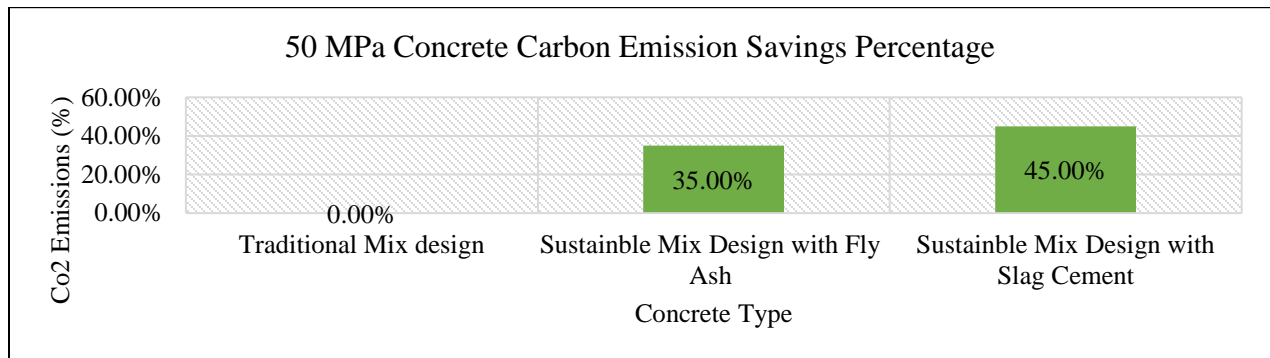 50 MPa Concrete Carbon Emission Savings Percentage
Co2 Emissions (%)
60.00%
40.00%
20.00%
0.00%
0.00%
35.00%
45.00%
Traditional Mix design
Sustainble Mix Design with Fly
Ash
Sustainble Mix Design with
Slag Cement
Concrete Type